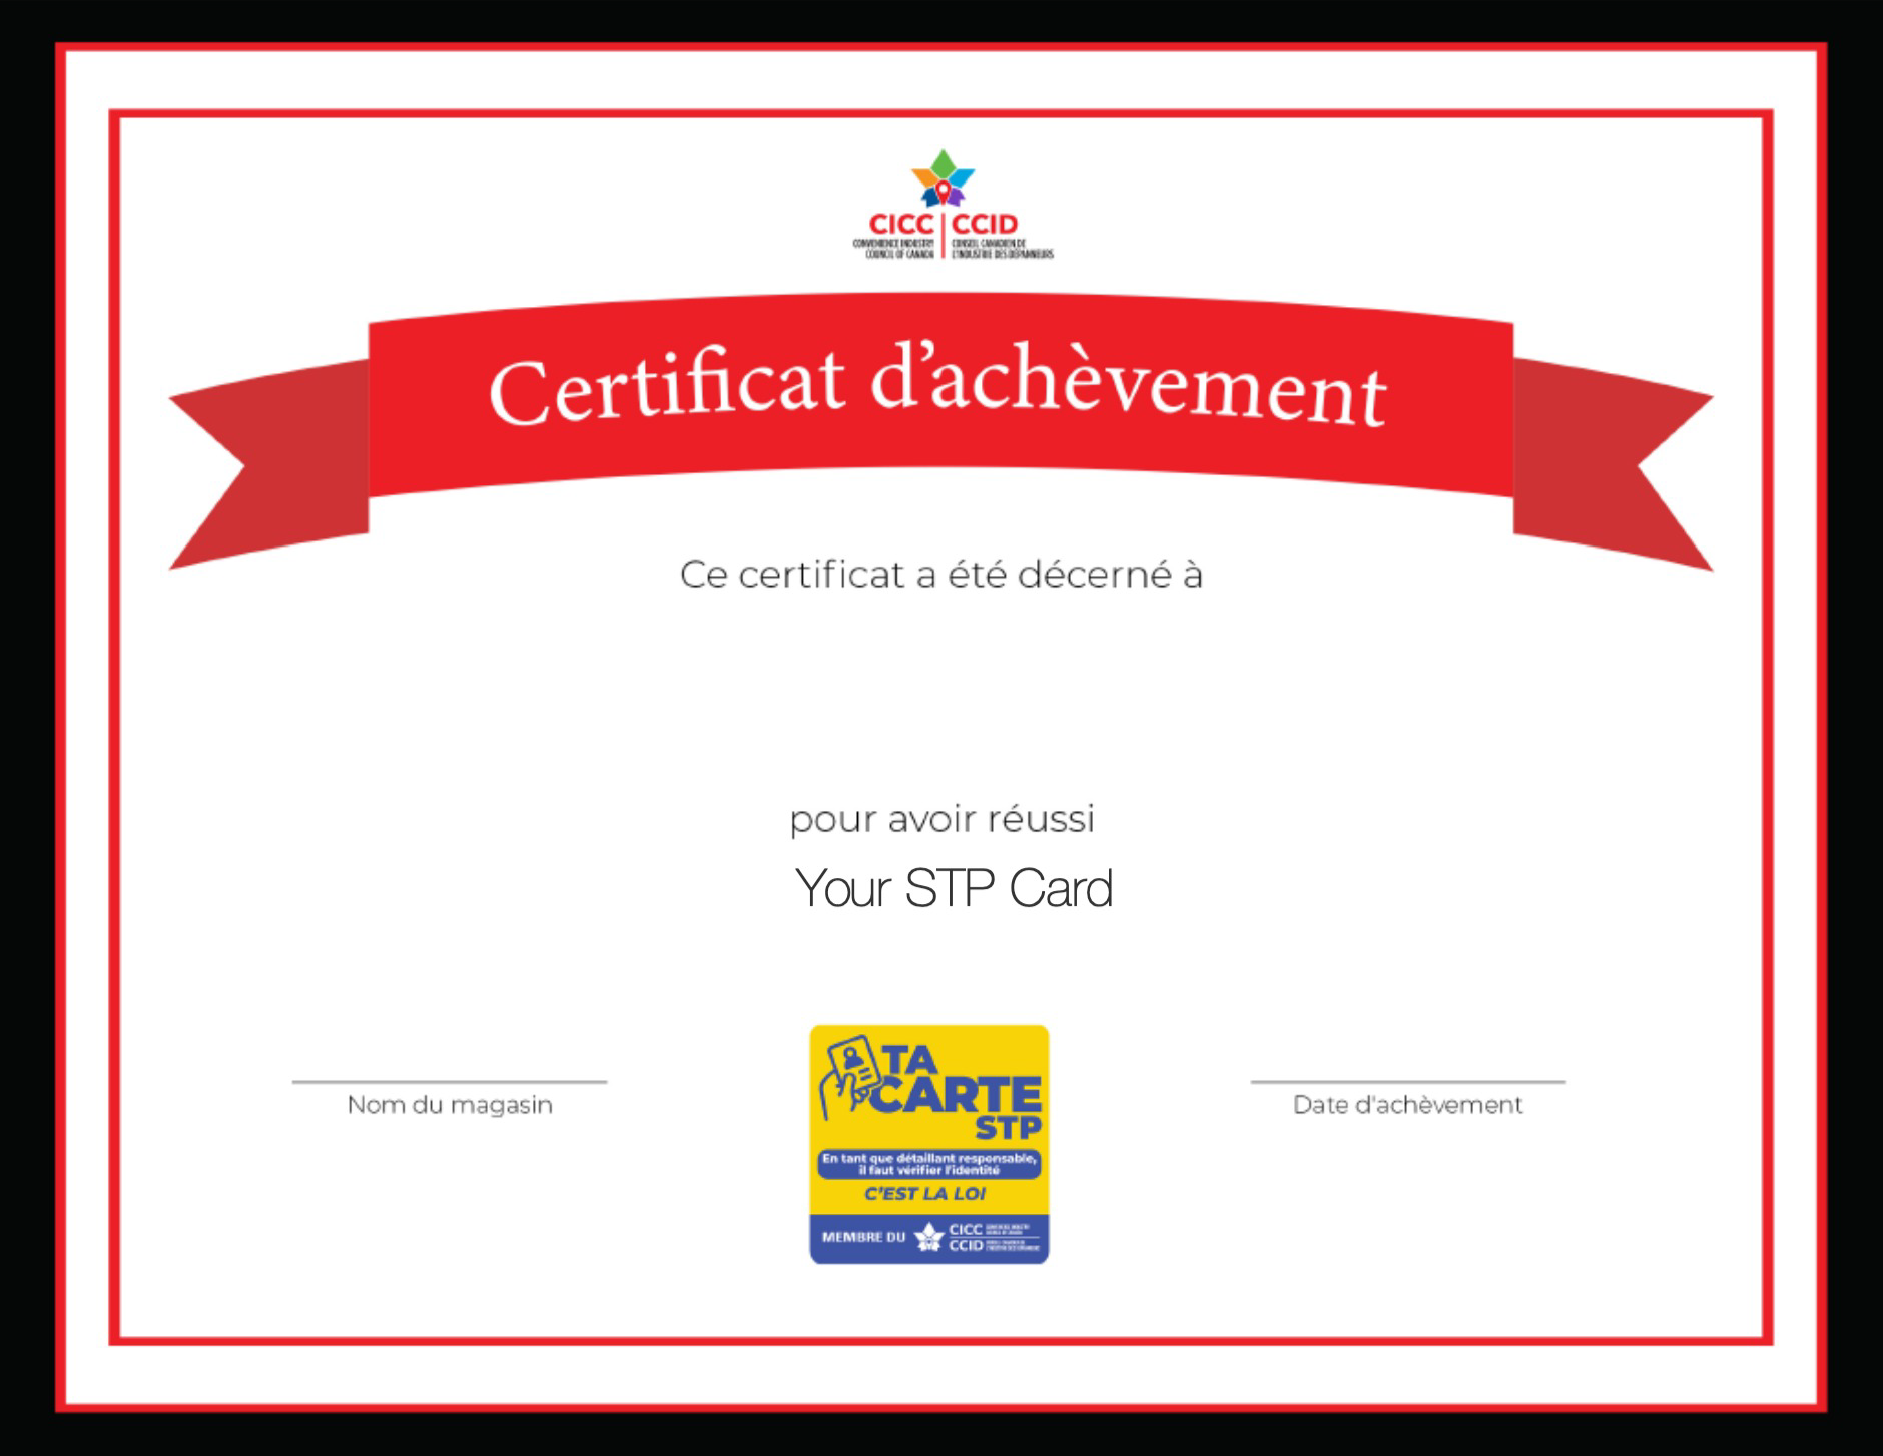 CICC CCID
CONVENIENCE INDUSTRY COUNCIL OF CANADA
CONSEIL CANADIEN DE L'INDUSTRIE DES DÉPANNEURS
Certificat d’achèvement
Ce certificat a été décerné à
pour avoir réussi
Your STP Card
Nom du magasin
Date d'achèvement
TA
CARTE
STP
En tant que détaillant responsable,
il faut vérifier l'identité
C'EST LA LOI
MEMBRE DU
CICC
CCID